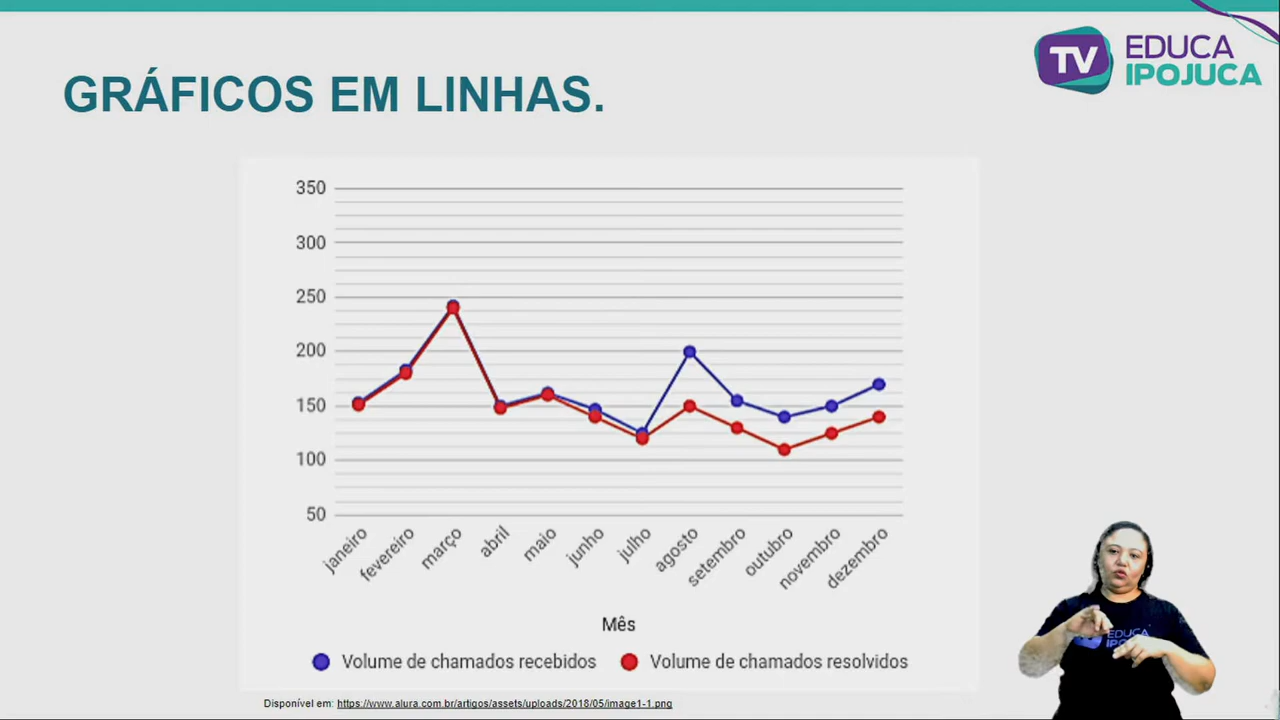 TV EDUCA
IPOJUCA
GRÁFICOS EM LINHAS.
350
300
250
200
150
100
50
janeiro
fevereiro
março
abril
maio
junho
julho
agosto
setembro
outubro
novembro
dezembro
Mês
Volume de chamados recebidos
Volume de chamados resolvidos
EDUCA
Disponível em: https://www.alura.com.br/artigos/assets/uploads/2018/05/image1-1.png